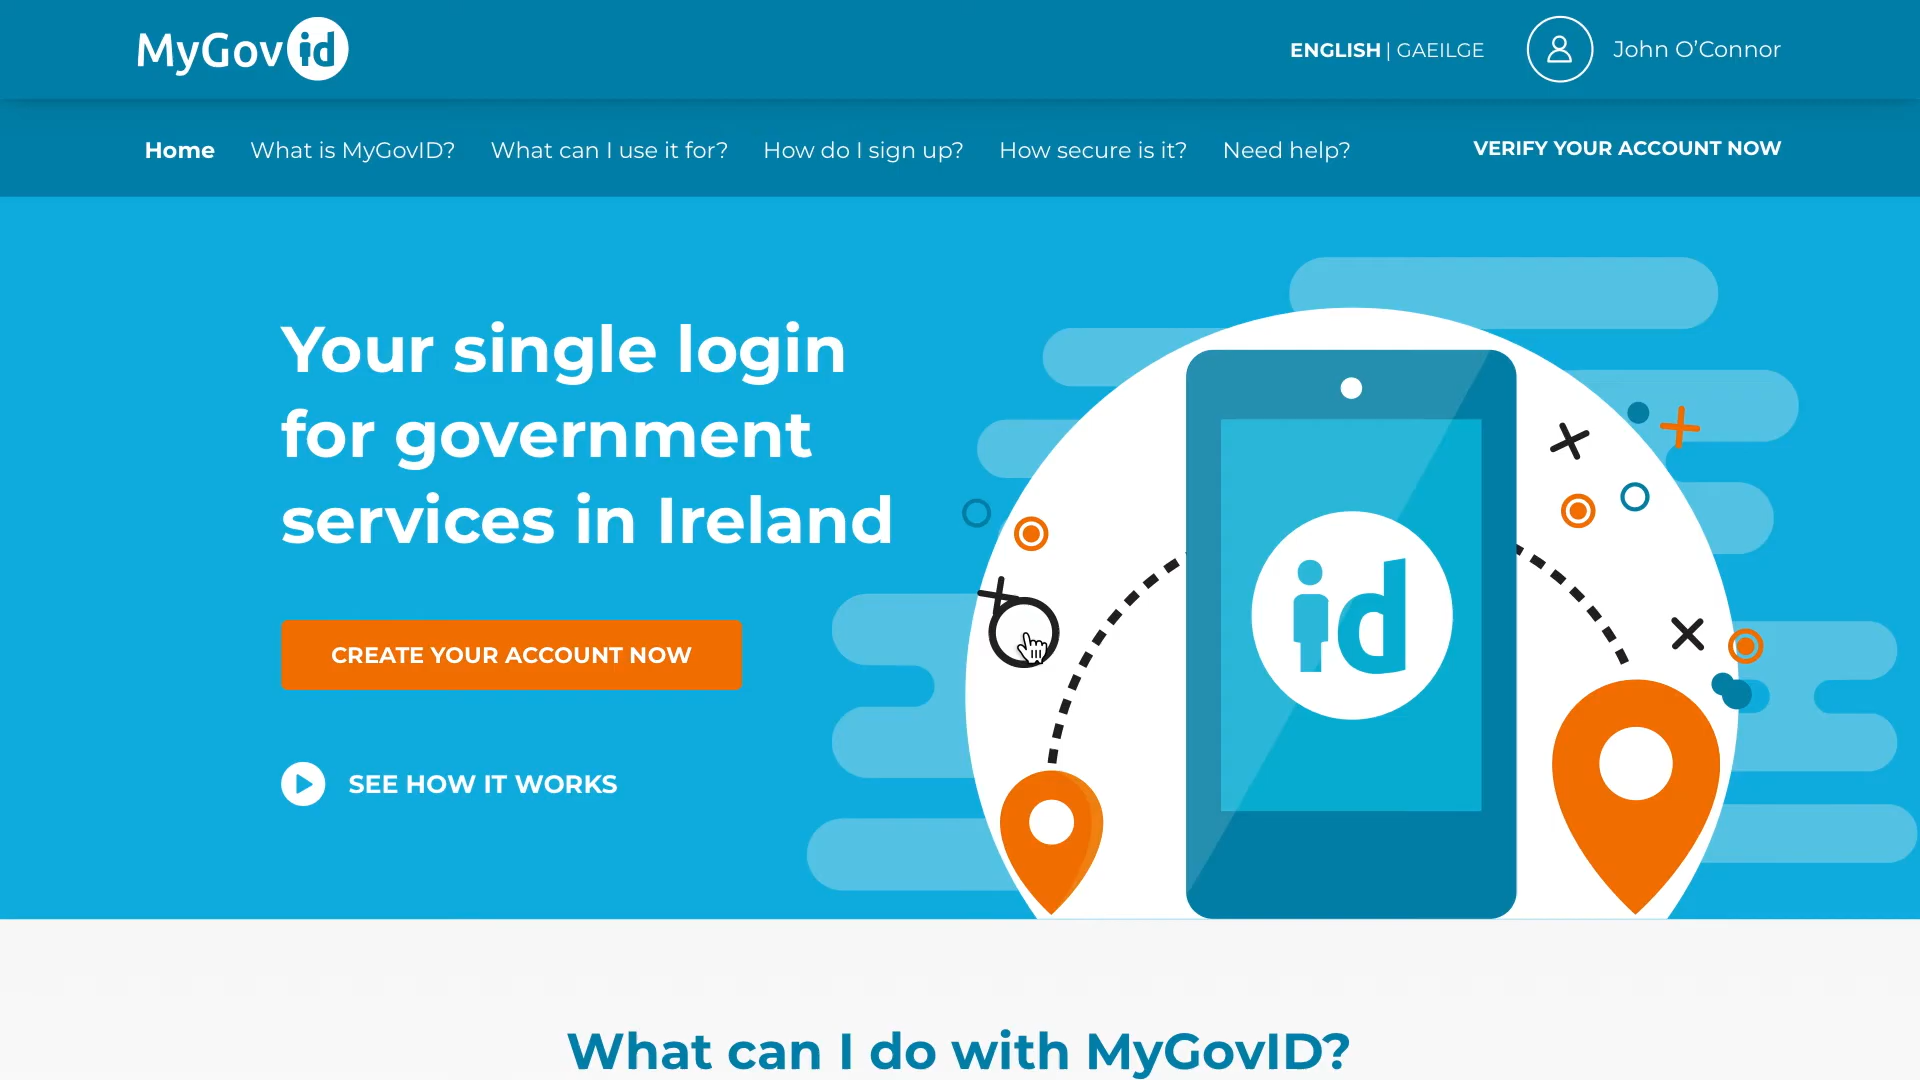 MyGovid
ENGLISH | GAEILGE
John O’Connor
Home
What is MyGovID?
What can I use it for?
How do I sign up?
How secure is it?
Need help?
VERIFY YOUR ACCOUNT NOW
Your single login
for government
services in Ireland
CREATE YOUR ACCOUNT NOW
SEE HOW IT WORKS
id
What can I do with MyGovID?